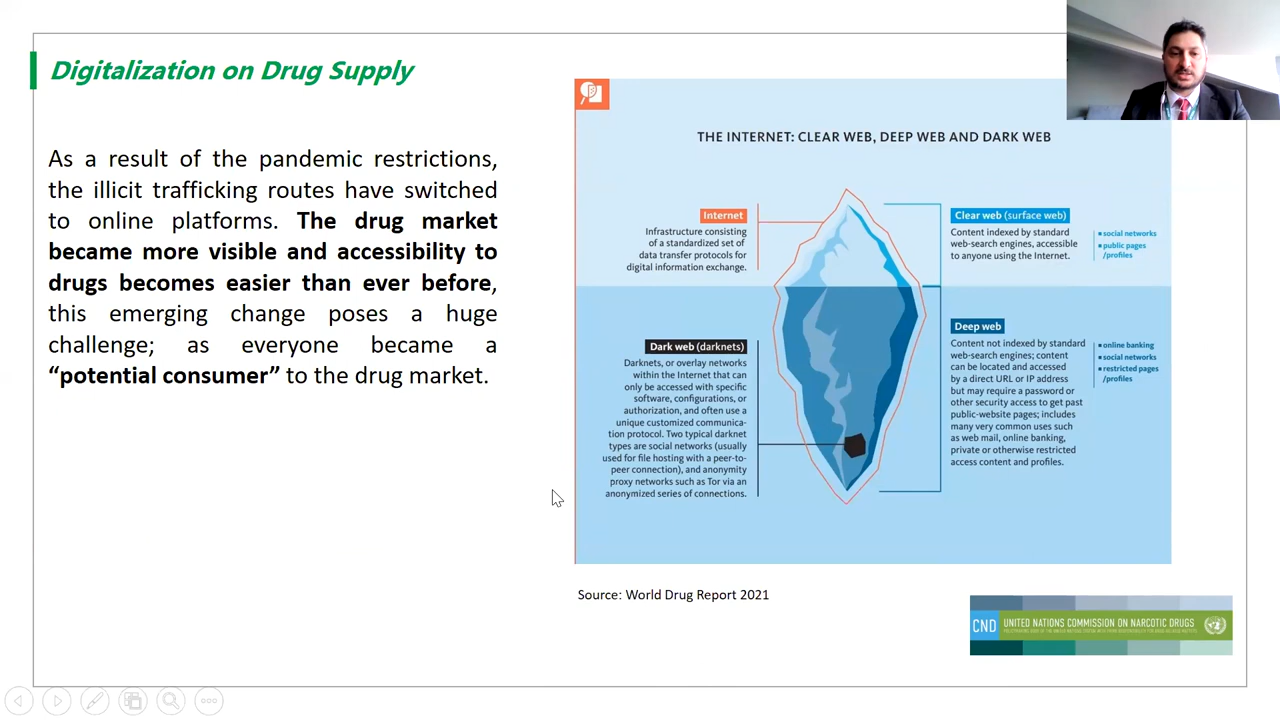 Digitalization on Drug Supply
As a result of the pandemic restrictions,
the illicit trafficking routes have switched
to online platforms. The drug market
became more visible and accessibility to
drugs becomes easier than ever before,
this emerging change poses a huge
challenge; as everyone became a
“potential consumer” to the drug market.
THE INTERNET: CLEAR WEB, DEEP WEB AND DARK WEB
Internet
Infrastructure consisting
of a standardized set of
data transfer protocols for
digital information exchange.
Clear web (surface web)
Content indexed by standard
web-search engines, accessible
to anyone using the Internet.
social networks
public pages
/profiles
Dark web (darknets)
Darknets, or overlay networks
within the Internet that can
only be accessed with specific
software, configurations, or
authorization, and often use a
unique customized communica-
tion protocol. Two typical darknet
types are social networks (usually
used for file hosting with a peer-to-
peer connection), and anonymity
proxy networks such as Tor via an
anonymized series of connections.
Deep web
Content not indexed by standard
web-search engines; content
can be located and accessed
by a direct URL or IP address
but may require a password or
other security access to get past
public-website pages; includes
many very common uses such
as web mail, online banking,
private or otherwise restricted
access content and profiles.
online banking
social networks
restricted pages
/profiles
Source: World Drug Report 2021
CND UNITED NATIONS COMMISSION ON NARCOTIC DRUGS